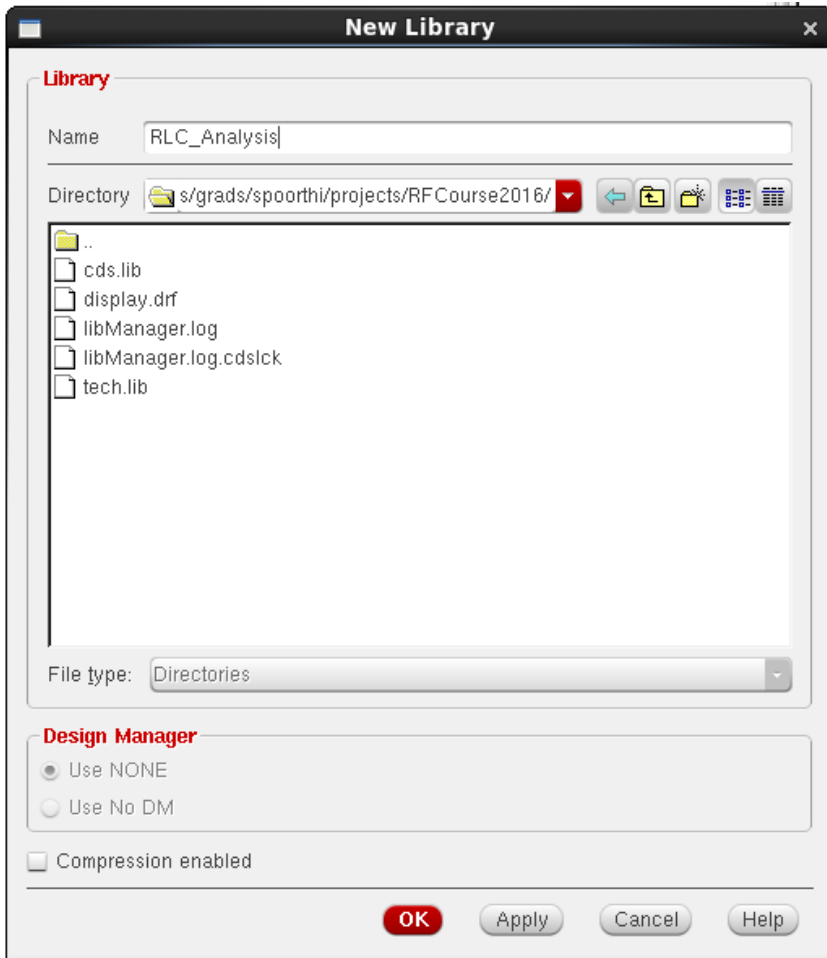 New Library
Library
Name RLC_Analysis
Directory s/grads/spoorthi/projects/RFCourse2016/
..
cds.lib
display.drf
libManager.log
libManager.log.cdslck
tech.lib
File type: Directories
Design Manager
Use NONE
Use No DM
Compression enabled
OK Apply Cancel Help